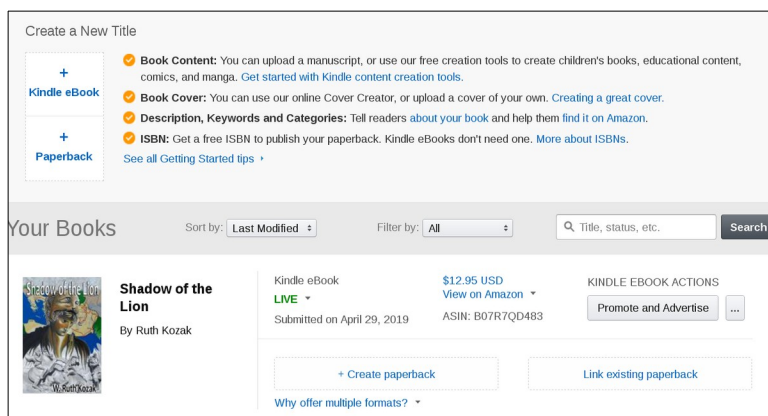 Create a New Title
+
Kindle eBook
+
Paperback
Book Content: You can upload a manuscript, or use our free creation tools to create children's books, educational content,
comics, and manga. Get started with Kindle content creation tools.
Book Cover: You can use our online Cover Creator, or upload a cover of your own. Creating a great cover.
Description, Keywords and Categories: Tell readers about your book and help them find it on Amazon.
ISBN: Get a free ISBN to publish your paperback. Kindle eBooks don't need one. More about ISBNs.
See all Getting Started tips
Your Books
Sort by: Last Modified
Filter by: All
Title, status, etc.
Search
Shadow of the Lion
W. Ruth Kozak
Shadow of the
Lion
By Ruth Kozak
Kindle eBook
LIVE
Submitted on April 29, 2019
$12.95 USD
View on Amazon
ASIN: B07R7QD483
KINDLE EBOOK ACTIONS
Promote and Advertise
...
+ Create paperback
Link existing paperback
Why offer multiple formats?